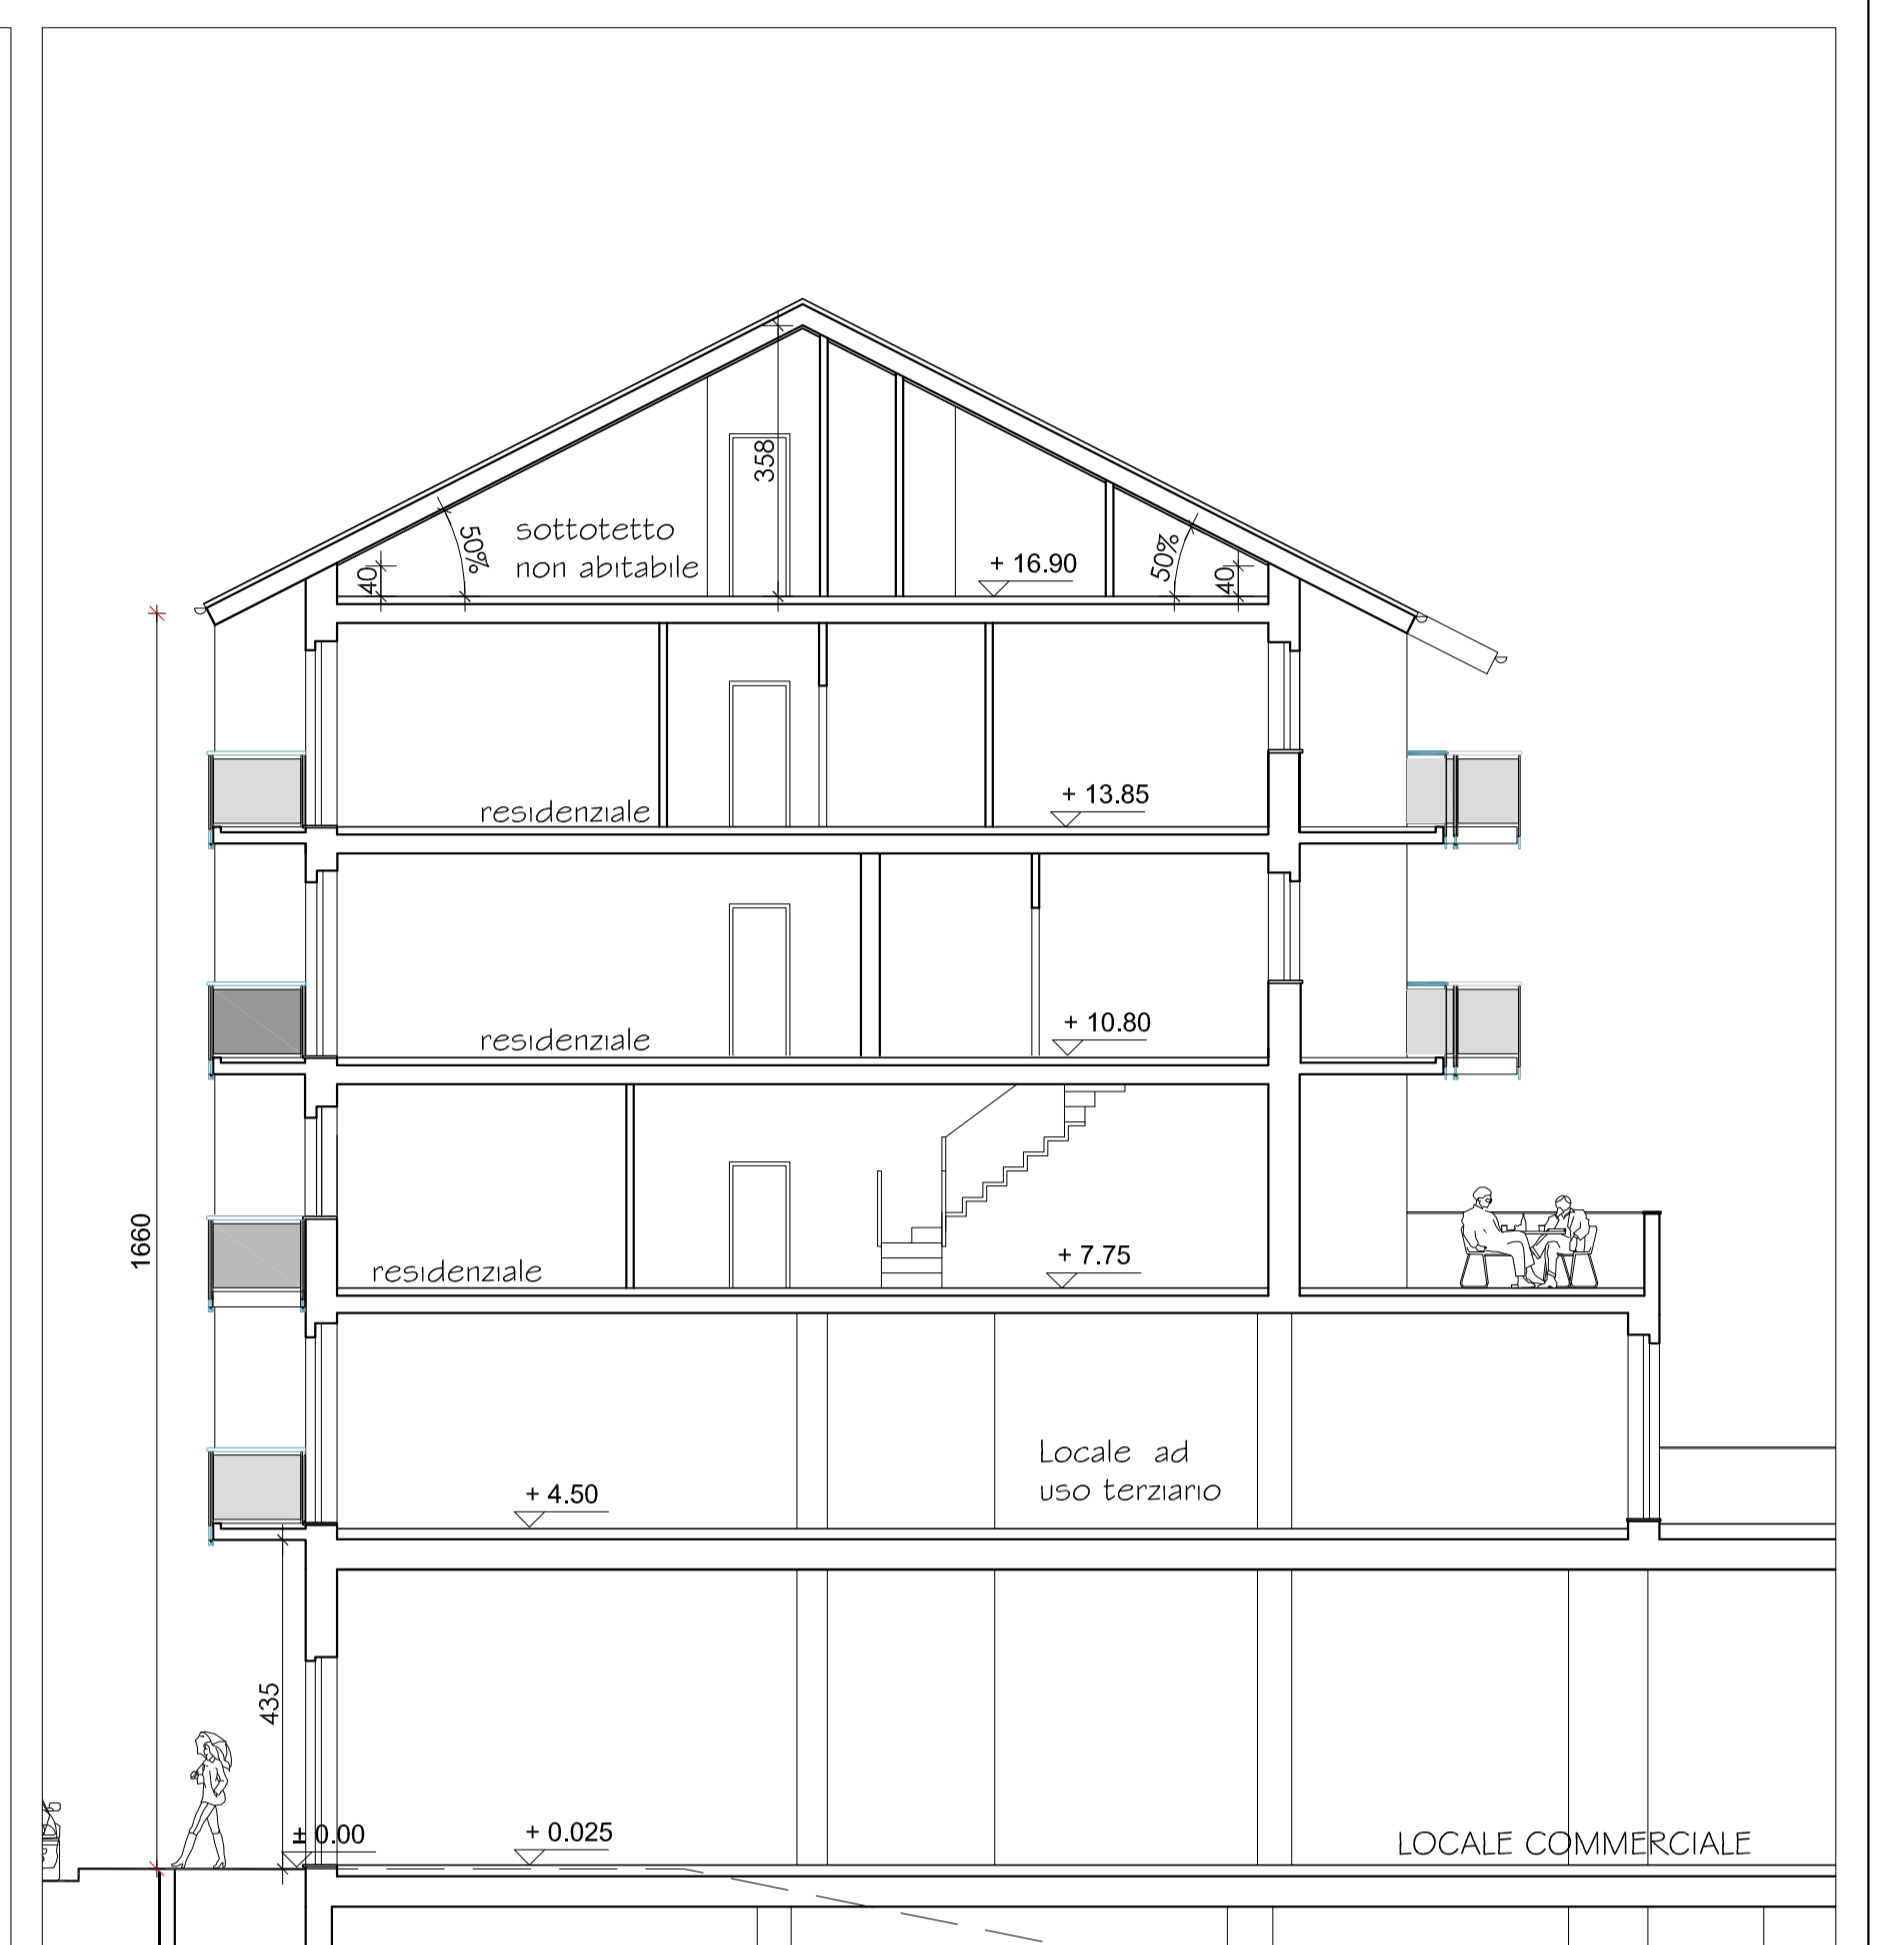 358
50%
sottotetto
non abitabile
+ 16.90
50%
40
40
residenziale
+ 13.85
residenziale
+ 10.80
1660
residenziale
+ 7.75
Locale ad
uso terziario
+ 4.50
435
± 0.00
+ 0.025
LOCALE COMMERCIALE